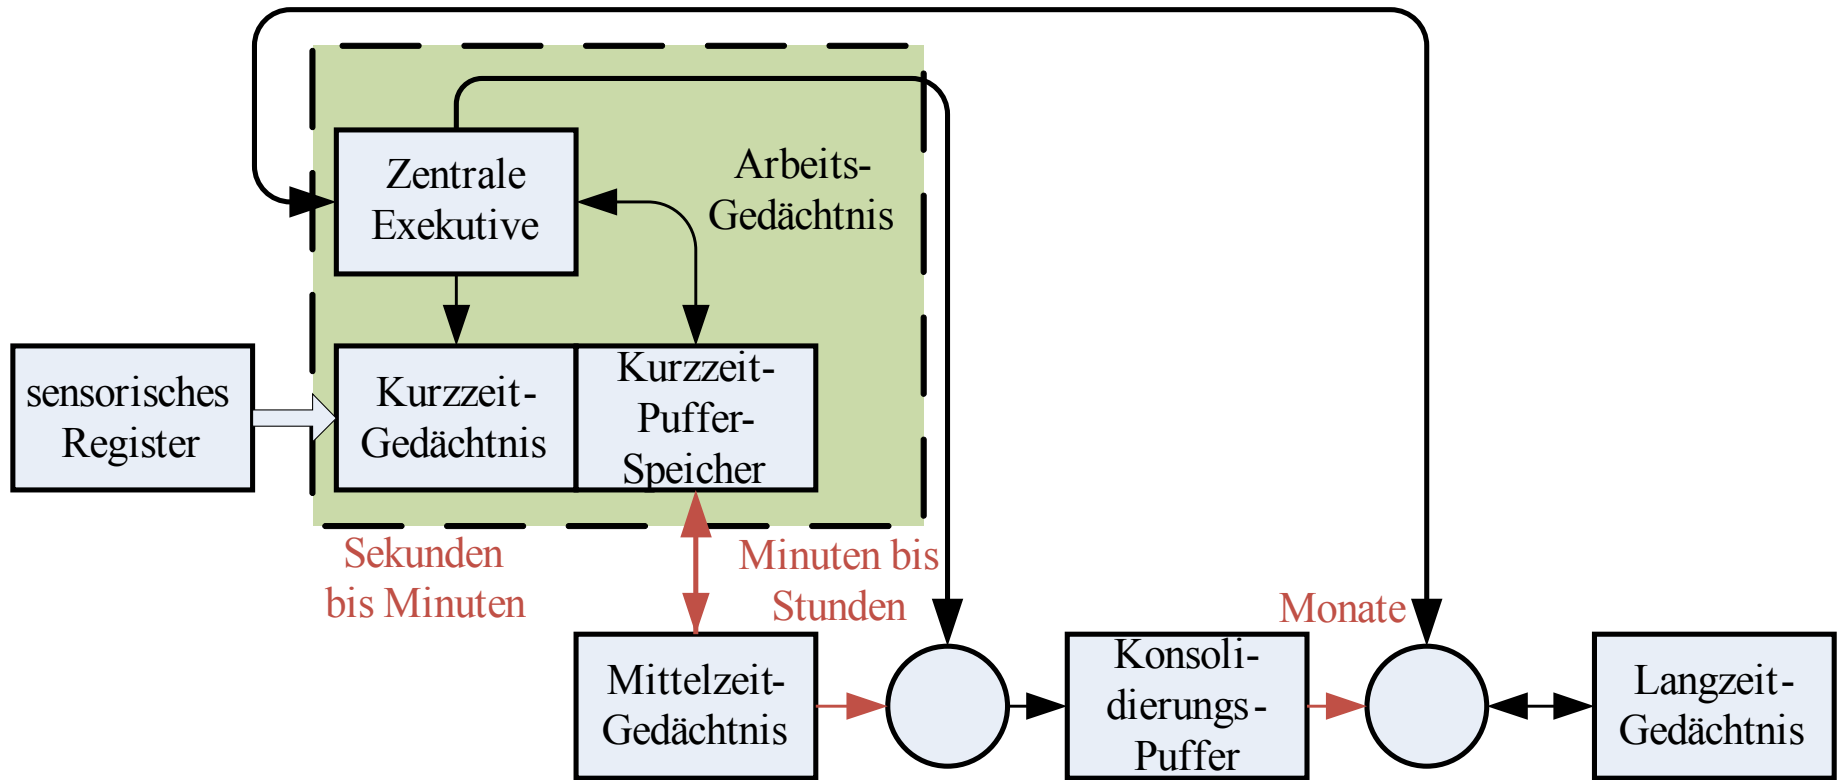 Zentrale
Exekutive
Arbeits-
Gedächtnis
sensorisches
Register
Kurzzeit-
Gedächtnis
Kurzzeit-
Puffer-
Speicher
Sekunden
bis Minuten
Minuten bis
Stunden
Monate
Mittelzeit-
Gedächtnis
Konsoli-
dierungs-
Puffer
Langzeit-
Gedächtnis